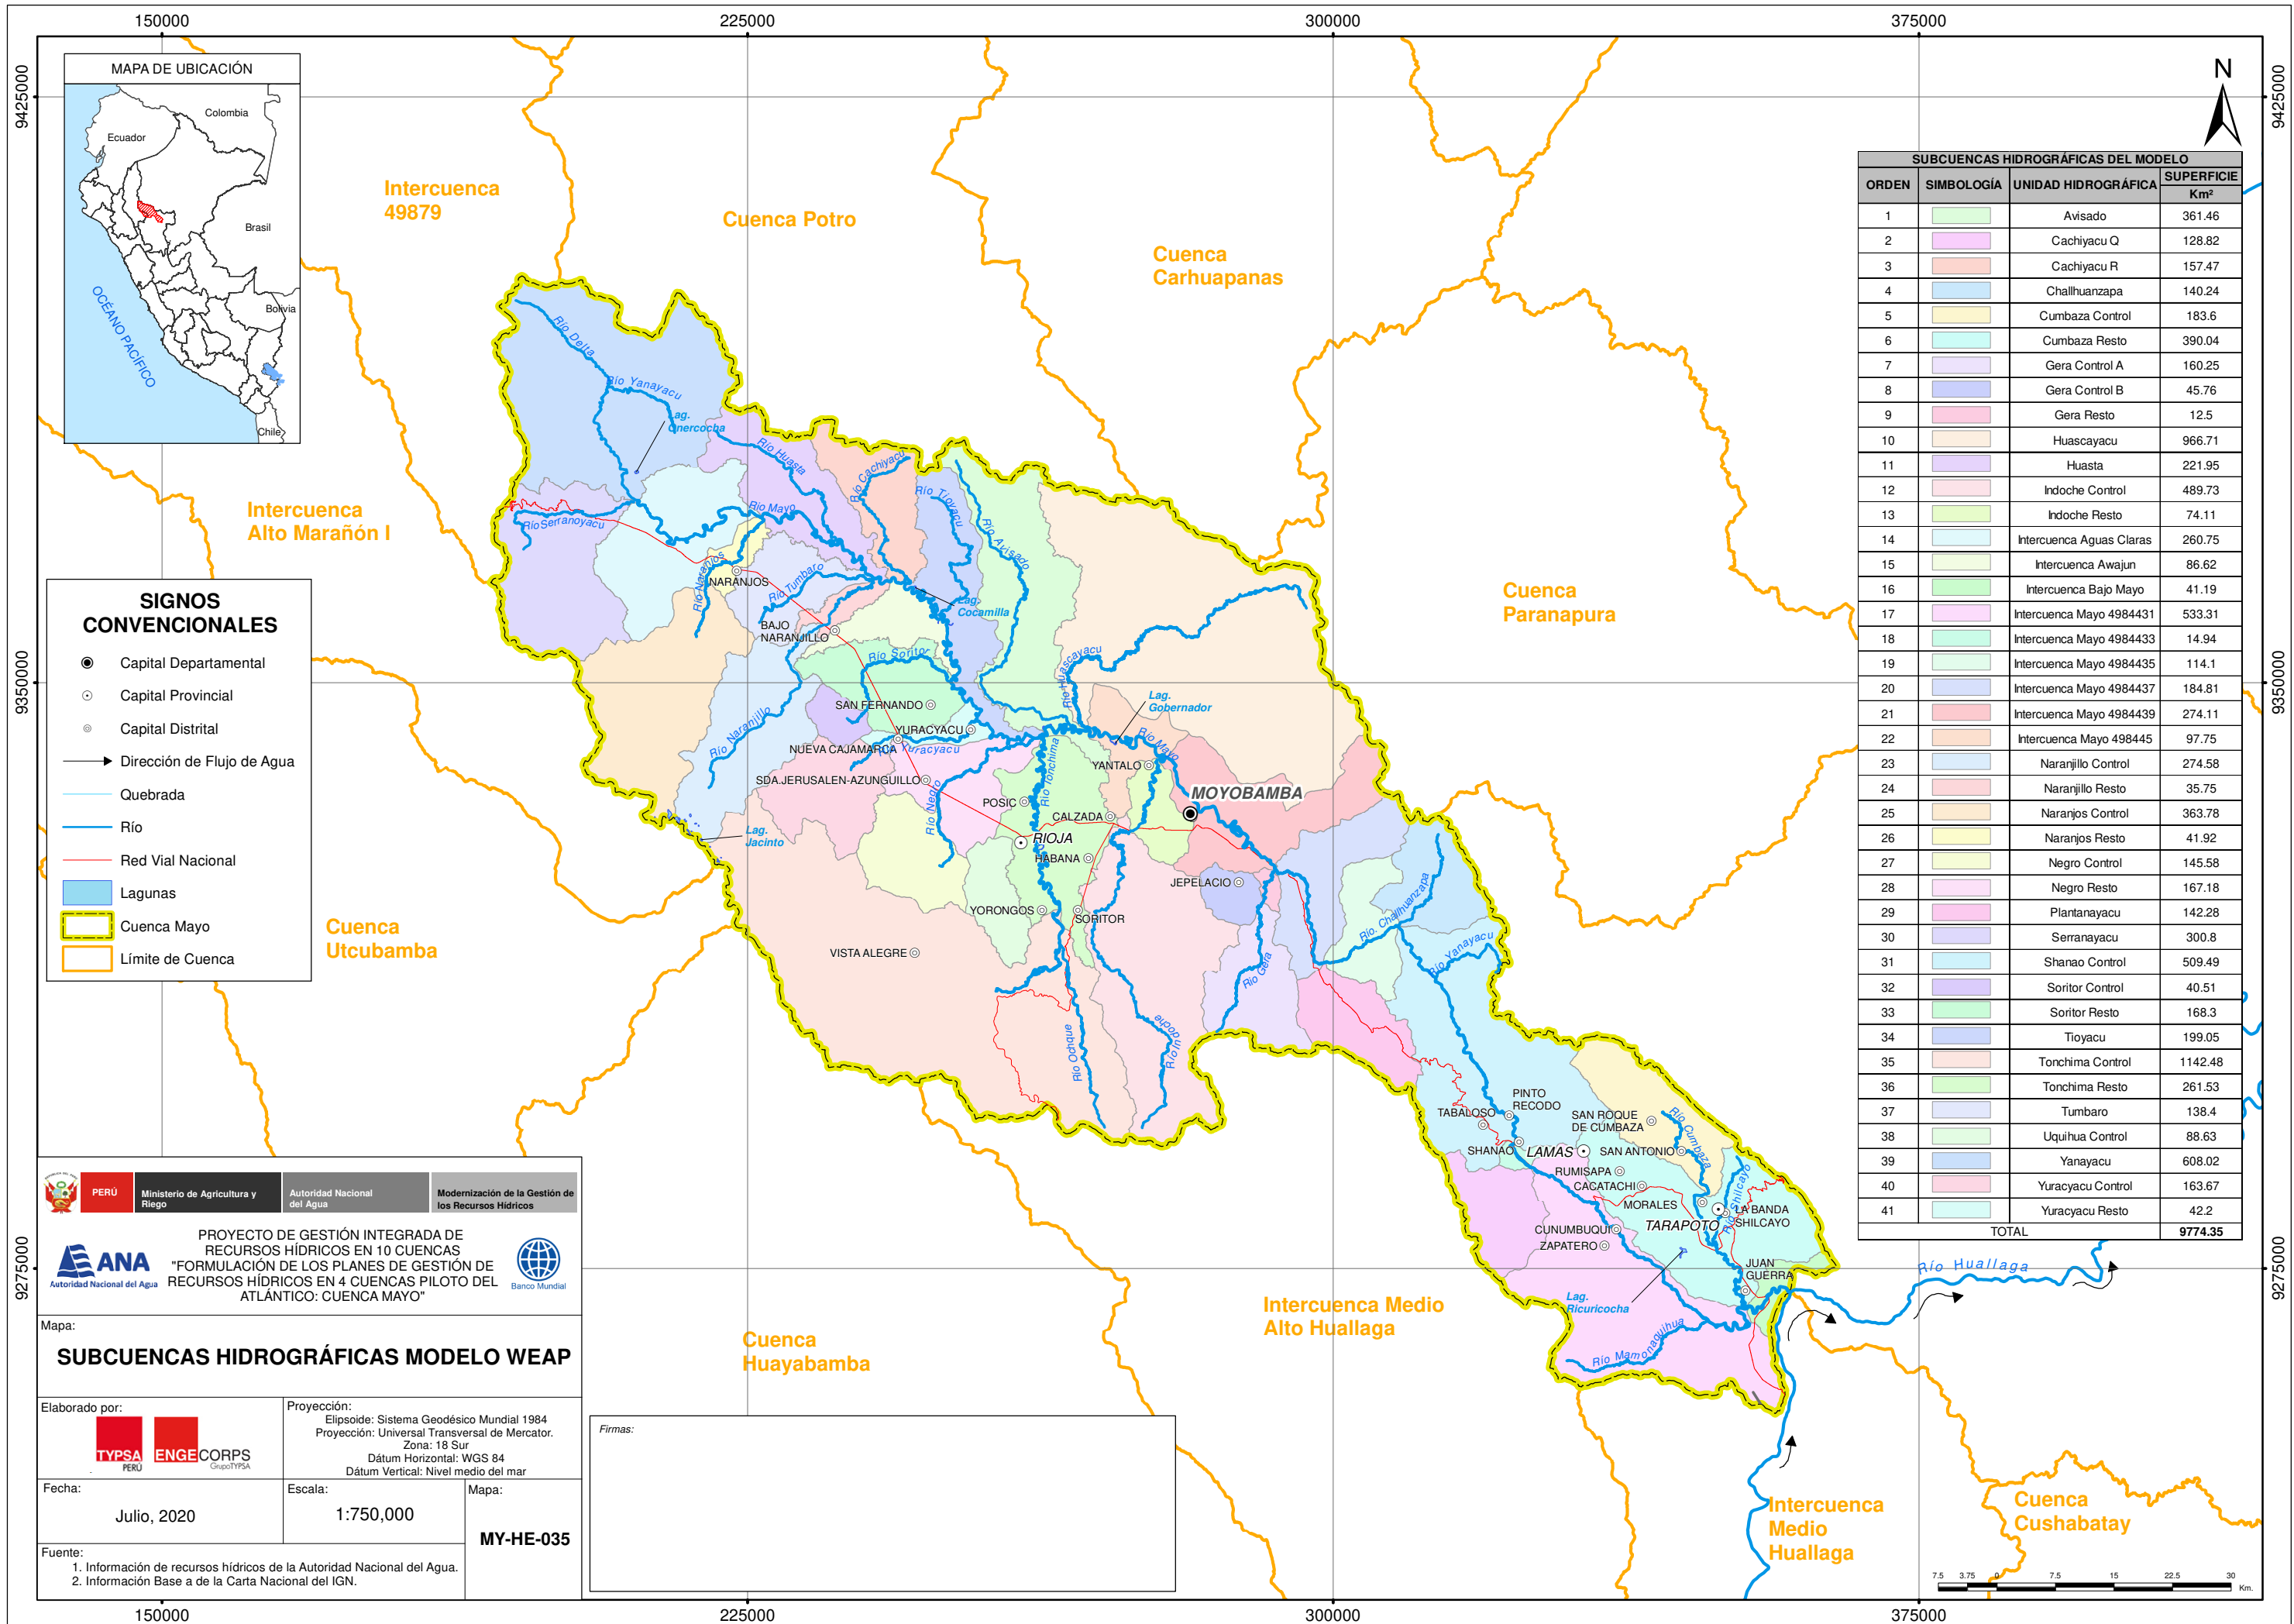 150000
225000
300000
375000
9425000
9425000
MAPA DE UBICACIÓN
Colombia
Ecuador
Brasil
Bolivia
Chile
OCÉANO PACÍFICO
N
Intercuenca
49879
Cuenca Potro
Cuenca
Carhuapanas
Intercuenca
Alto Marañón I
Cuenca
Paranapura
Cuenca
Utcubamba
Cuenca
Huayabamba
Intercuenca Medio
Alto Huallaga
Intercuenca
Medio
Huallaga
Cuenca
Cushabatay
SUBCUENCAS HIDROGRÁFICAS DEL MODELO
ORDEN SIMBOLOGÍA UNIDAD HIDROGRÁFICA SUPERFICIE
Km²
1 Avisado 361.46
2 Cachiyacu Q 128.82
3 Cachiyacu R 157.47
4 Challhuanzapa 140.24
5 Cumbaza Control 183.6
6 Cumbaza Resto 390.04
7 Gera Control A 160.25
8 Gera Control B 45.76
9 Gera Resto 12.5
10 Huascayacu 966.71
11 Huasta 221.95
12 Indoche Control 489.73
13 Indoche Resto 74.11
14 Intercuenca Aguas Claras 260.75
15 Intercuenca Awajun 86.62
16 Intercuenca Bajo Mayo 41.19
17 Intercuenca Mayo 4984431 533.31
18 Intercuenca Mayo 4984433 14.94
19 Intercuenca Mayo 4984435 114.1
20 Intercuenca Mayo 4984437 184.81
21 Intercuenca Mayo 4984439 274.11
22 Intercuenca Mayo 498445 97.75
23 Naranjillo Control 274.58
24 Naranjillo Resto 35.75
25 Naranjos Control 363.78
26 Naranjos Resto 41.92
27 Negro Control 145.58
28 Negro Resto 167.18
29 Plantanayacu 142.28
30 Serranayacu 300.8
31 Shanao Control 509.49
32 Soritor Control 40.51
33 Soritor Resto 168.3
34 Tioyacu 199.05
35 Tonchima Control 1142.48
36 Tonchima Resto 261.53
37 Tumbaro 138.4
38 Uquihua Control 88.63
39 Yanayacu 608.02
40 Yuracyacu Control 163.67
41 Yuracyacu Resto 42.2
TOTAL 9774.35
Río Delta
Río Yanayacu
Lag.
Onercocha
Río Huasta
Río Cachiyacu
Río Tioyacu
Río Avisado
Río Mayo
Río Serranoyacu
Río Naranjos
NARANJOS
Río Tumbaro
Lag.
Cocamilla
BAJO
NARANJILLO
Río Soritor
Río Huascayacu
SAN FERNANDO
Lag.
Gobernador
Río Naranjillo
YURACYACU
NUEVA CAJAMARCA
Yuracyacu
Río Mayo
Río Tonchima
YANTALO
SDA.JERUSALEN-AZUNGUILLO
MOYOBAMBA
POSIC
Río Negro
CALZADA
Lag.
Jacinto
RIOJA
HABANA
JEPELACIO
YORONGOS
SORITOR
Río. Challhuanzapa
VISTA ALEGRE
Río Yanayacu
Río Gera
Río Ochque
Río Indoche
PINTO
RECODO
TABALOSO
SAN ROQUE
DE CUMBAZA
Río Cumbaza
SHANAO
LAMAS
SAN ANTONIO
RUMISAPA
Río Shilcayo
CACATACHI
MORALES
LA BANDA
SHILCAYO
TARAPOTO
CUNUMBUQUI
ZAPATERO
JUAN
GUERRA
Lag.
Ricuricocha
Río Mamonaquihua
Río Huallaga
SIGNOS
CONVENCIONALES
Capital Departamental
Capital Provincial
Capital Distrital
Dirección de Flujo de Agua
Quebrada
Río
Red Vial Nacional
Lagunas
Cuenca Mayo
Límite de Cuenca
9350000
9350000
9275000
9275000
PERÚ
Ministerio de Agricultura y
Riego
Autoridad Nacional
del Agua
Modernización de la Gestión de
los Recursos Hídricos
ANA
Autoridad Nacional del Agua
PROYECTO DE GESTIÓN INTEGRADA DE
RECURSOS HÍDRICOS EN 10 CUENCAS
"FORMULACIÓN DE LOS PLANES DE GESTIÓN DE
RECURSOS HÍDRICOS EN 4 CUENCAS PILOTO DEL
ATLÁNTICO: CUENCA MAYO"
Banco Mundial
Mapa:
SUBCUENCAS HIDROGRÁFICAS MODELO WEAP
Elaborado por:
TYPSA
PERÚ
ENGECORPS
GrupoTYPSA
Proyección:
Elipsoide: Sistema Geodésico Mundial 1984
Proyección: Universal Transversal de Mercator.
Zona: 18 Sur
Dátum Horizontal: WGS 84
Dátum Vertical: Nivel medio del mar
Fecha:
Julio, 2020
Escala:
1:750,000
Mapa:
MY-HE-035
Fuente:
1. Información de recursos hídricos de la Autoridad Nacional del Agua.
2. Información Base a de la Carta Nacional del IGN.
Firmas:
7.5 3.75 0 7.5 15 22.5 30
Km.
150000
225000
300000
375000